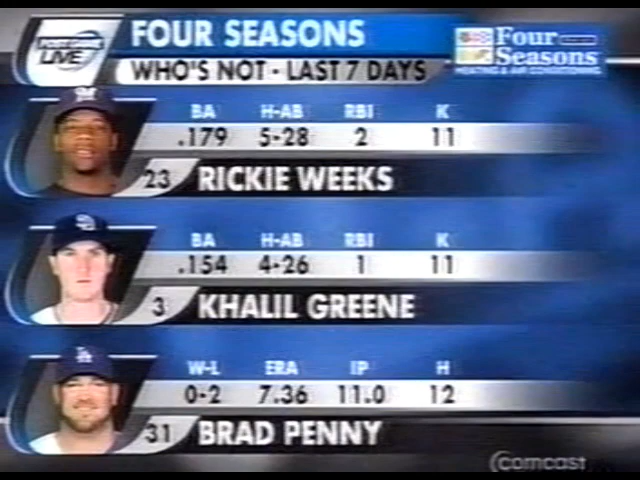 POSTGAME LIVE
FOUR SEASONS
WHO'S NOT - LAST 7 DAYS
Four Seasons
HEATING & AIR CONDITIONING
BA H-AB RBI K
.179 5-28 2 11
23 RICKIE WEEKS
BA H-AB RBI K
.154 4-26 1 11
3 KHALIL GREENE
W-L ERA IP H
0-2 7.36 11.0 12
LA
31 BRAD PENNY
comcast